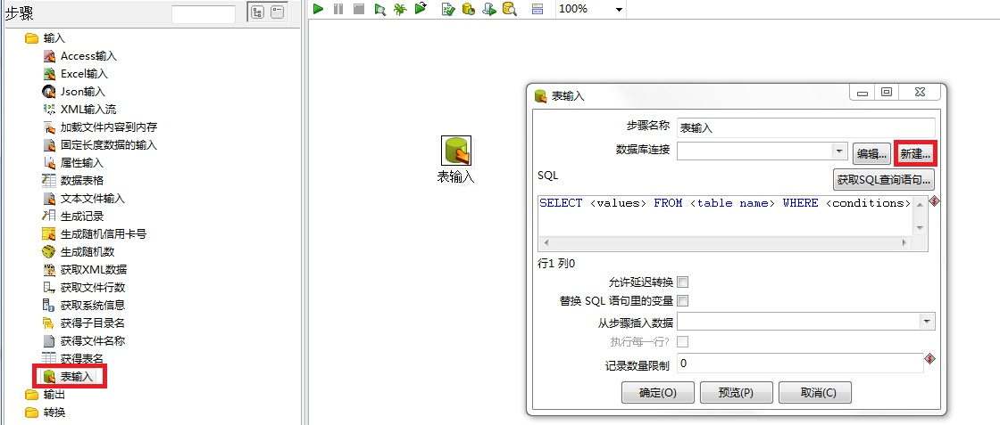 步骤
输入
Access输入
Excel输入
Json输入
XML输入流
加载文件内容到内存
固定长度数据的输入
属性输入
数据表格
文本文件输入
生成记录
生成随机信用卡号
生成随机数
获取XML数据
获取文件行数
获取系统信息
获得子目录名
获得文件名称
获得表名
表输入
输出
转换
100%
表输入
表输入
步骤名称 表输入
数据库连接 编辑... 新建...
SQL 获取SQL查询语句...
SELECT <values> FROM <table name> WHERE <conditions>
行1 列0
允许延迟转换
替换 SQL 语句里的变量
从步骤插入数据
执行每一行?
记录数量限制 0
确定(O) 预览(P) 取消(C)